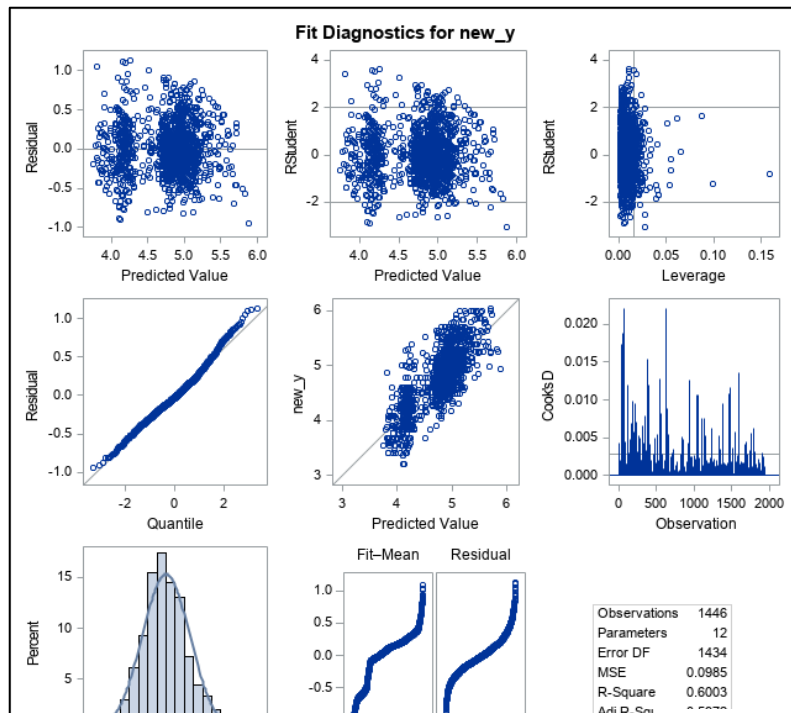 Fit Diagnostics for new_y
1.0
0.5
0.0
-0.5
-1.0
Residual
4.0 4.5 5.0 5.5 6.0
Predicted Value
4
2
0
-2
RStudent
4.0 4.5 5.0 5.5 6.0
Predicted Value
4
2
0
-2
RStudent
0.00 0.05 0.10 0.15
Leverage
1.0
0.5
0.0
-0.5
-1.0
Residual
-2 0 2
Quantile
6
5
4
3
new_y
3 4 5 6
Predicted Value
0.020
0.015
0.010
0.005
0.000
Cook's D
0 500 1000 1500 2000
Observation
15
10
5
Percent
Fit–Mean Residual
1.0
0.5
0.0
-0.5
Observations 1446
Parameters 12
Error DF 1434
MSE 0.0985
R-Square 0.6003